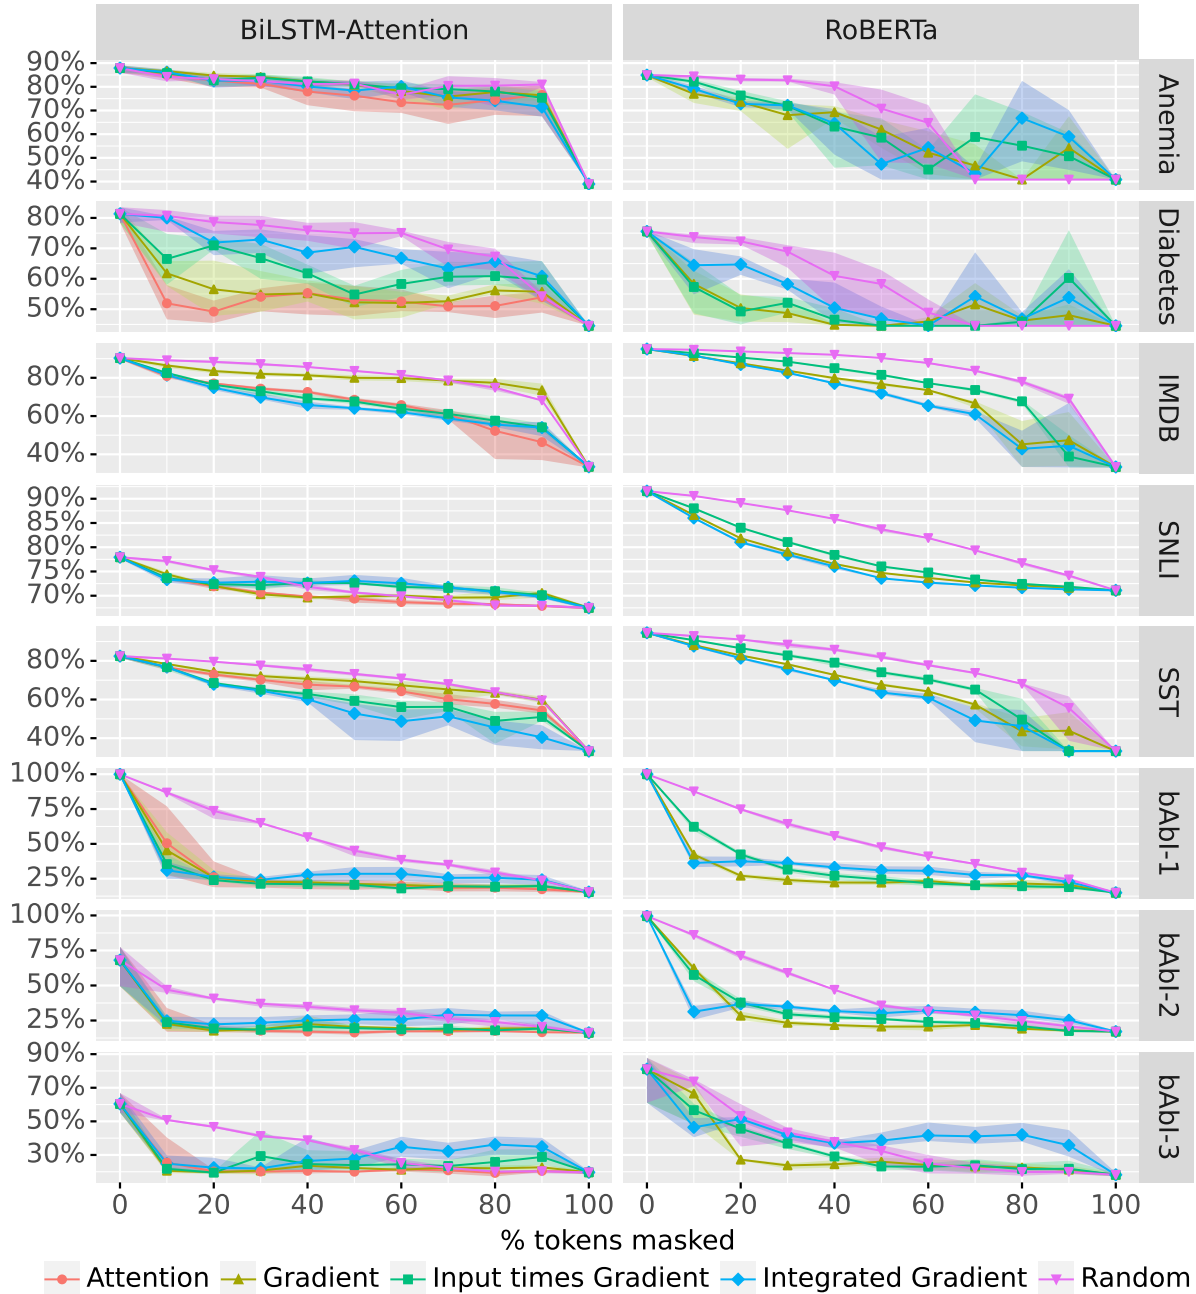 BiLSTM-Attention RoBERTa
90%
80%
70%
60%
50%
40%
Anemia
80%
70%
60%
50%
Diabetes
80%
60%
40%
IMDB
90%
85%
80%
75%
70%
SNLI
80%
60%
40%
SST
100%
75%
50%
25%
bAbI-1
100%
75%
50%
25%
bAbI-2
90%
70%
50%
30%
bAbI-3
0 20 40 60 80 100 0 20 40 60 80 100
% tokens masked
Attention Gradient Input times Gradient Integrated Gradient Random